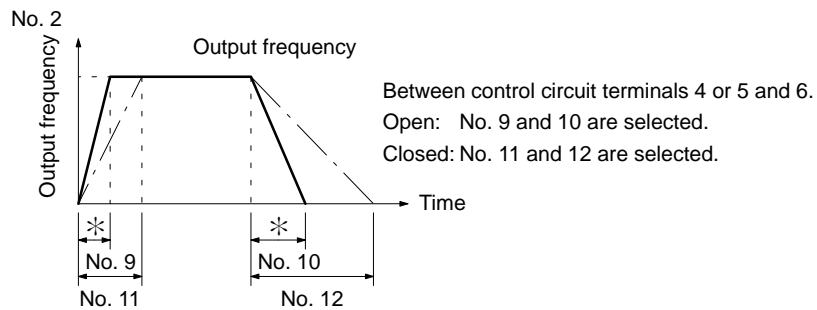 No. 2
Output frequency
Output frequency
Between control circuit terminals 4 or 5 and 6.
Open: No. 9 and 10 are selected.
Closed: No. 11 and 12 are selected.
Time
* *
No. 9 No. 10
No. 11 No. 12